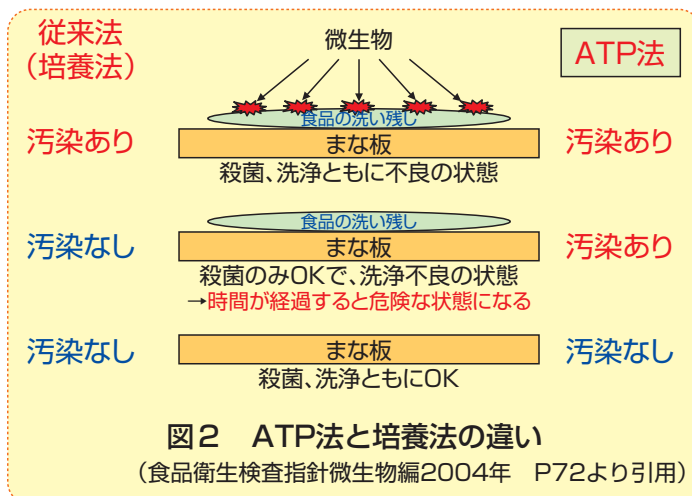 従来法
(培養法)
微生物
ATP法
食品の洗い残し
汚染あり
まな板
汚染あり
殺菌、洗浄ともに不良の状態
食品の洗い残し
汚染なし
まな板
汚染あり
殺菌のみOKで、洗浄不良の状態
→時間が経過すると危険な状態になる
汚染なし
まな板
汚染なし
殺菌、洗浄ともにOK
図2 ATP法と培養法の違い
(食品衛生検査指針微生物編2004年 P72より引用)